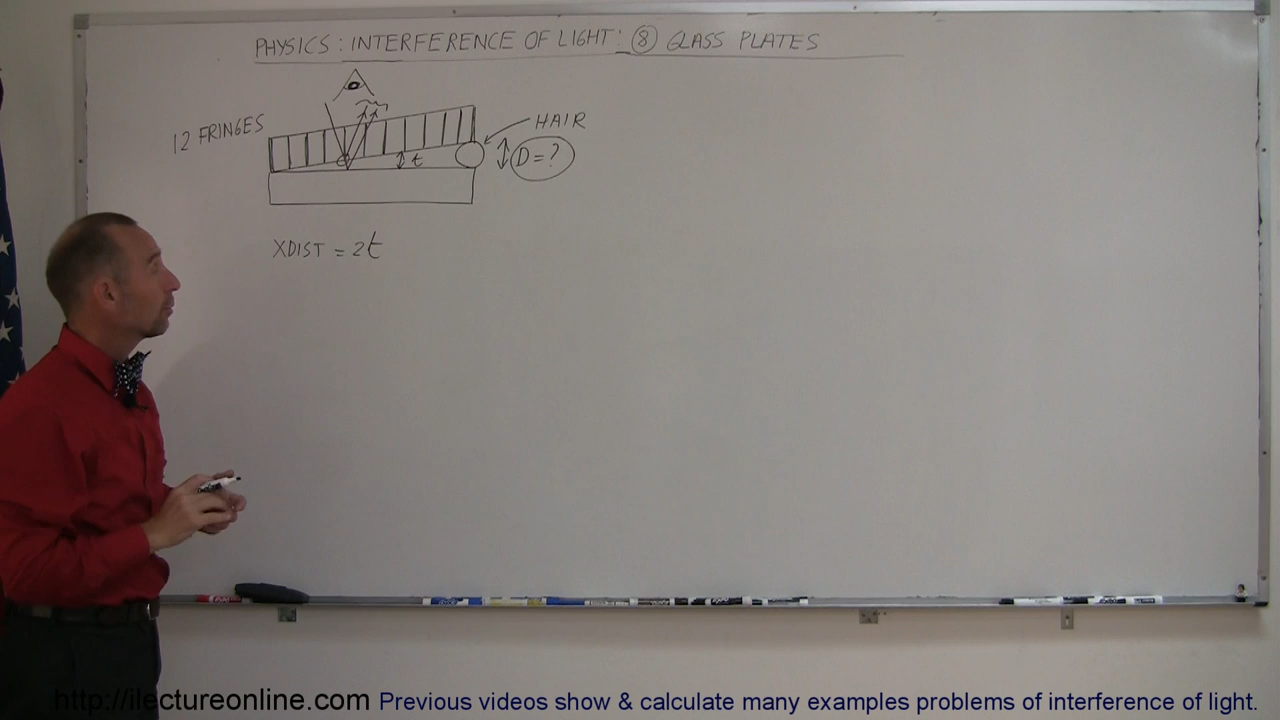 PHYSICS: INTERFERENCE OF LIGHT: 8 GLASS PLATES
12 FRINGES
HAIR
t
D = ?
XDIST = 2t
http://ilectureonline.com Previous videos show & calculate many examples problems of interference of light.